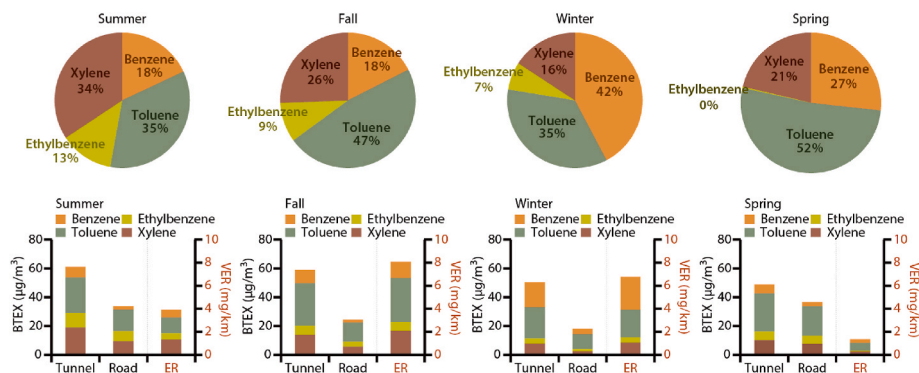 Summer
Benzene
18%
Toluene
35%
Ethylbenzene
13%
Xylene
34%
Fall
Benzene
18%
Toluene
47%
Ethylbenzene
9%
Xylene
26%
Winter
Benzene
42%
Toluene
35%
Ethylbenzene
7%
Xylene
16%
Spring
Benzene
27%
Toluene
52%
Ethylbenzene
0%
Xylene
21%
Summer
Benzene Ethylbenzene
Toluene Xylene
BTEX (µg/m³)
80
60
40
20
0
10
8
6
4
2
0
VER (mg/km)
Tunnel Road ER
Fall
Benzene Ethylbenzene
Toluene Xylene
BTEX (µg/m³)
80
60
40
20
0
10
8
6
4
2
0
VER (mg/km)
Tunnel Road ER
Winter
Benzene Ethylbenzene
Toluene Xylene
BTEX (µg/m³)
80
60
40
20
0
10
8
6
4
2
0
VER (mg/km)
Tunnel Road ER
Spring
Benzene Ethylbenzene
Toluene Xylene
BTEX (µg/m³)
80
60
40
20
0
10
8
6
4
2
0
VER (mg/km)
Tunnel Road ER